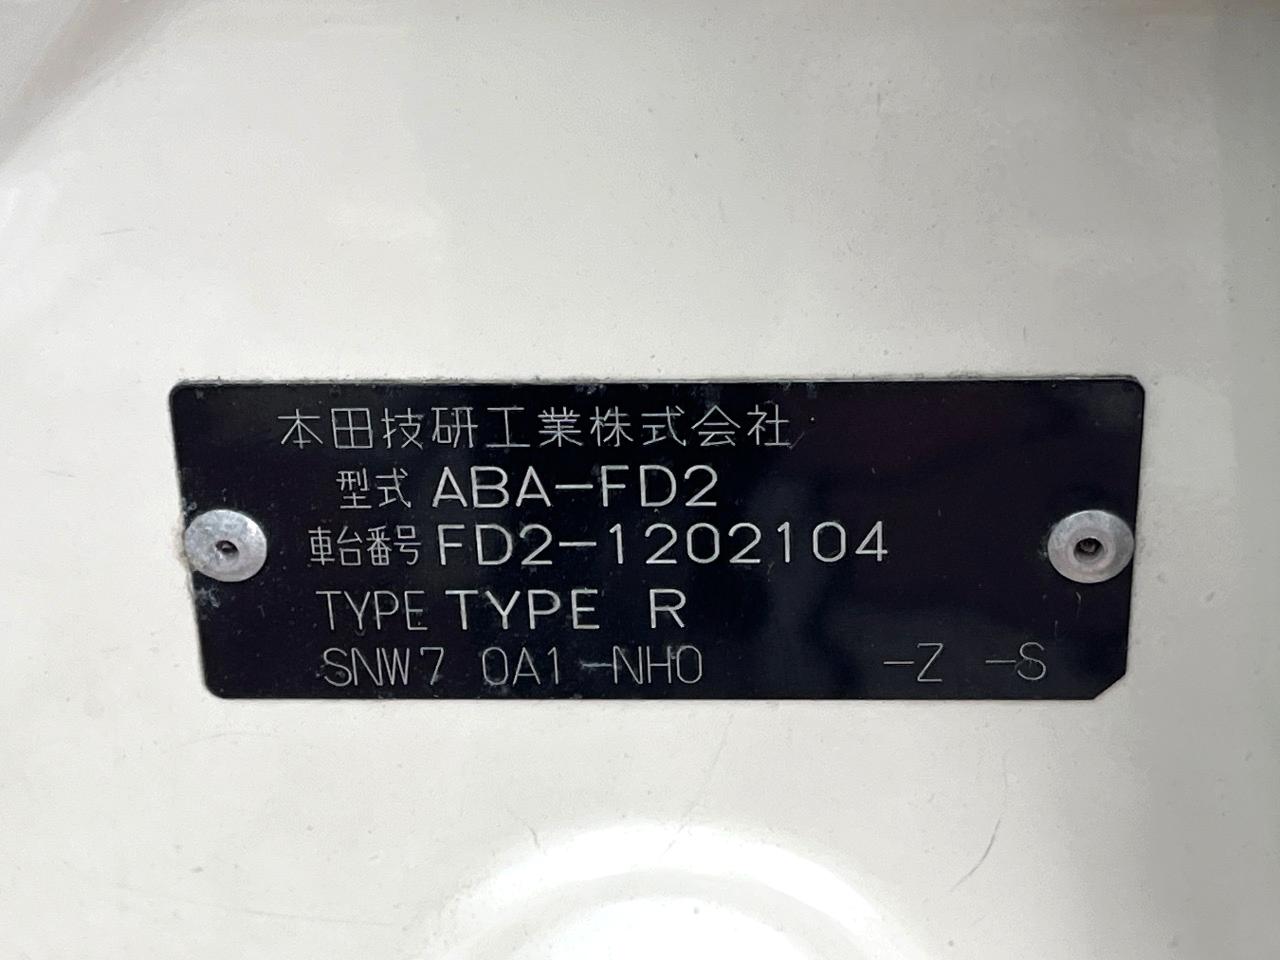 本田技研工業株式会社
型式 ABA-FD2
車台番号 FD2-1202104
TYPE TYPE R
SNW7 0A1-NH0 -Z -S